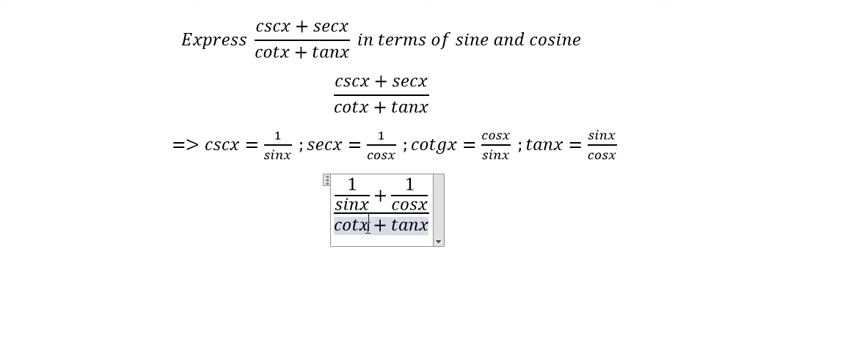 Express (cscx + secx)/(cotx + tanx) in terms of sine and cosine
(cscx + secx)/(cotx + tanx)
=> cscx = 1/sinx ; secx = 1/cosx ; cotgx = cosx/sinx ; tanx = sinx/cosx
(1/sinx + 1/cosx)/(cotx + tanx)